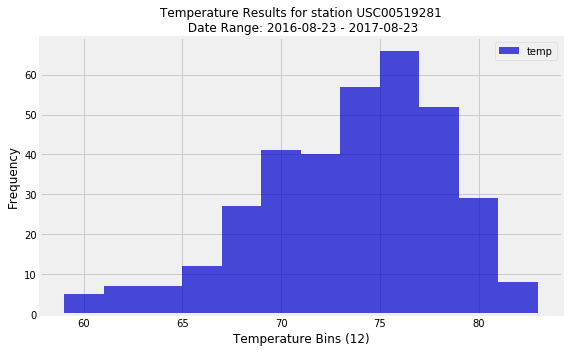 Temperature Results for station USC00519281
Date Range: 2016-08-23 - 2017-08-23
temp
Frequency
60
50
40
30
20
10
0
60 65 70 75 80
Temperature Bins (12)